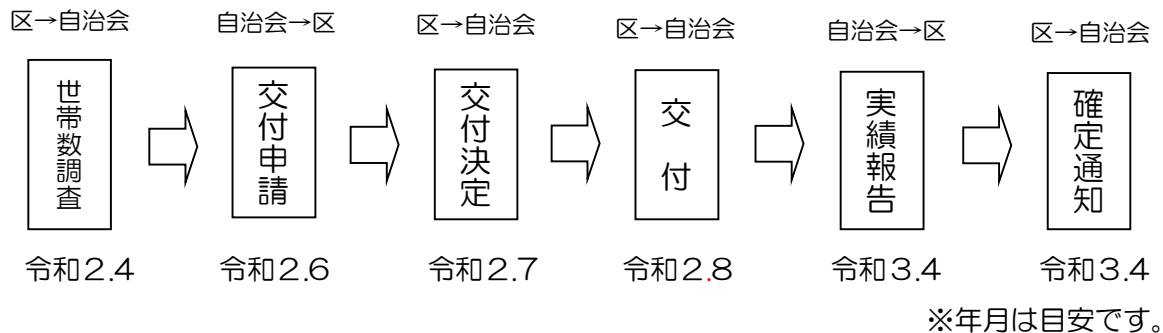 区→自治会
自治会→区
区→自治会
区→自治会
自治会→区
区→自治会
世帯数調査
交付申請
交付決定
交付
実績報告
確定通知
令和2.4
令和2.6
令和2.7
令和2.8
令和3.4
令和3.4
※年月は目安です。